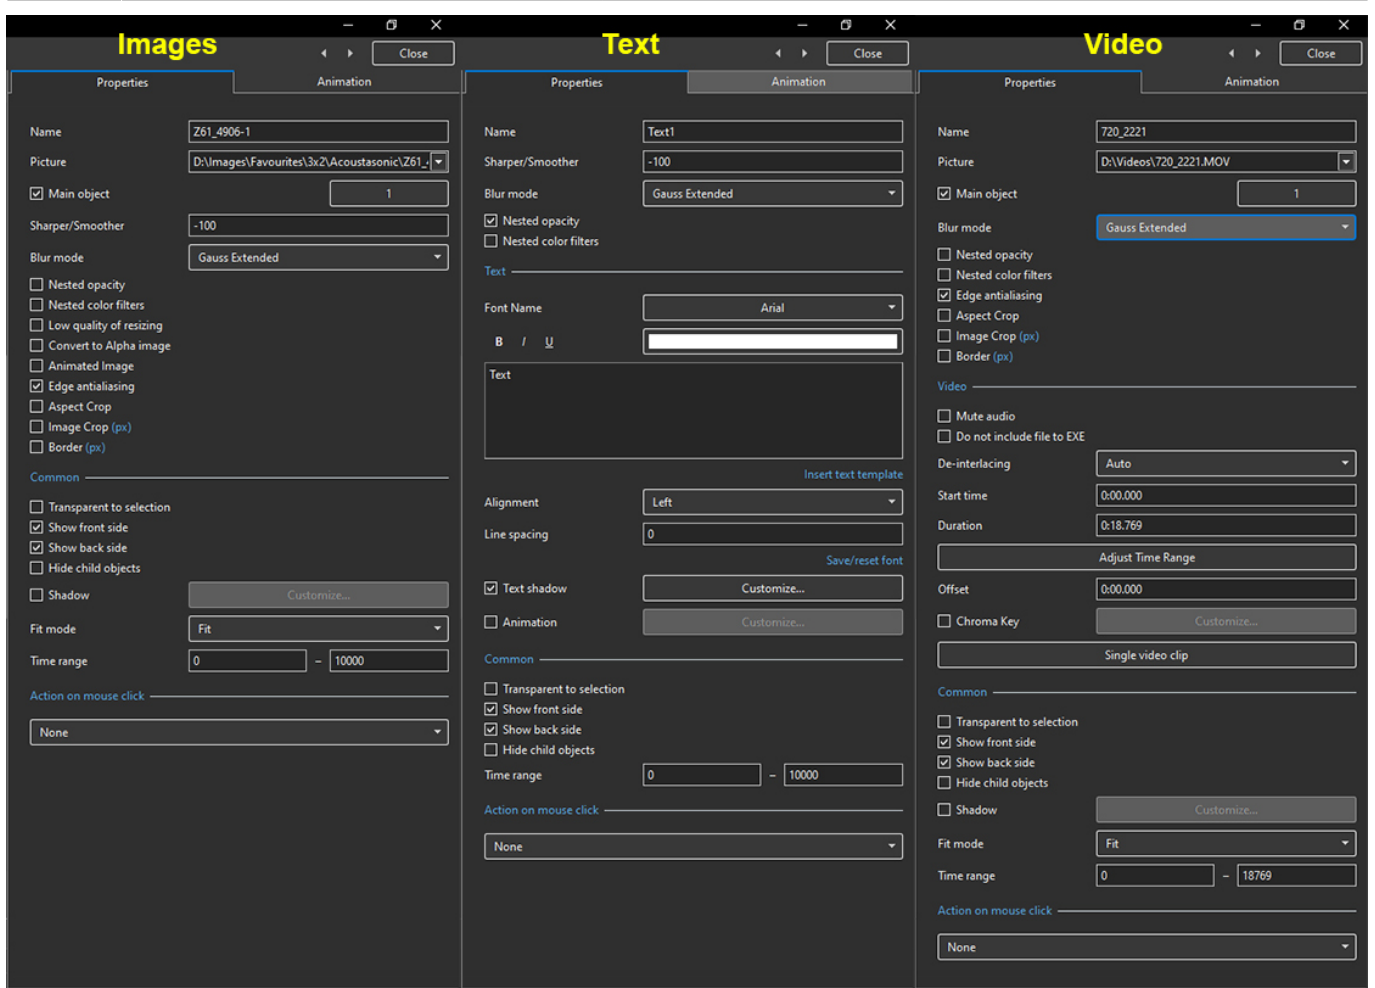 Images
Close
Properties
Animation
Name
Z61_4906-1
Picture
D:\Images\Favourites\3x2\Acoustasonic\Z61_
Main object
1
Sharper/Smoother
-100
Blur mode
Gauss Extended
Nested opacity
Nested color filters
Low quality of resizing
Convert to Alpha image
Animated Image
Edge antialiasing
Aspect Crop
Image Crop (px)
Border (px)
Common
Transparent to selection
Show front side
Show back side
Hide child objects
Shadow
Customize...
Fit mode
Fit
Time range
0 – 10000
Action on mouse click
None
Text
Close
Properties
Animation
Name
Text1
Sharper/Smoother
-100
Blur mode
Gauss Extended
Nested opacity
Nested color filters
Text
Font Name
Arial
B I U
Text
Insert text template
Alignment
Left
Line spacing
0
Save/reset font
Text shadow
Customize...
Animation
Customize...
Common
Transparent to selection
Show front side
Show back side
Hide child objects
Time range
0 – 10000
Action on mouse click
None
Video
Close
Properties
Animation
Name
720_2221
Picture
D:\Videos\720_2221.MOV
Main object
1
Blur mode
Gauss Extended
Nested opacity
Nested color filters
Edge antialiasing
Aspect Crop
Image Crop (px)
Border (px)
Video
Mute audio
Do not include file to EXE
De-interlacing
Auto
Start time
0:00.000
Duration
0:18.769
Adjust Time Range
Offset
0:00.000
Chroma Key
Customize...
Single video clip
Common
Transparent to selection
Show front side
Show back side
Hide child objects
Shadow
Customize...
Fit mode
Fit
Time range
0 – 18769
Action on mouse click
None